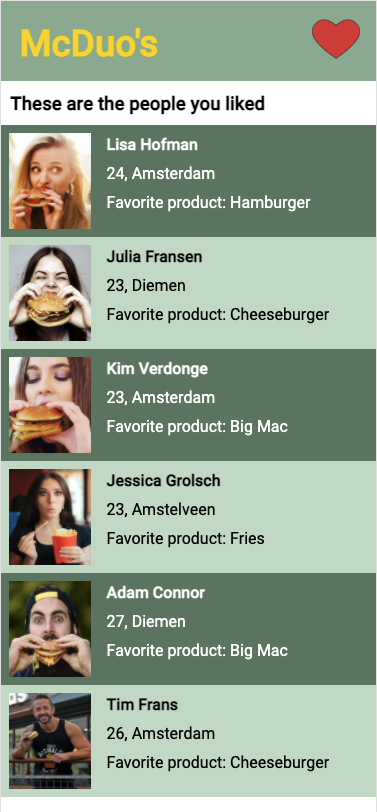 McDuo's
These are the people you liked
Lisa Hofman
24, Amsterdam
Favorite product: Hamburger
Julia Fransen
23, Diemen
Favorite product: Cheeseburger
Kim Verdonge
23, Amsterdam
Favorite product: Big Mac
Jessica Grolsch
23, Amstelveen
Favorite product: Fries
Adam Connor
27, Diemen
Favorite product: Big Mac
Tim Frans
26, Amsterdam
Favorite product: Cheeseburger